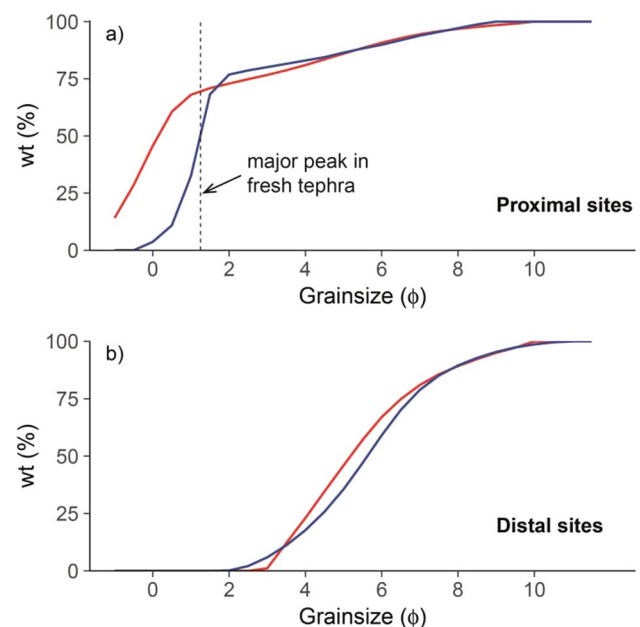 a)
100
75
50
25
0
wt (%)
major peak in
fresh tephra
Proximal sites
0 2 4 6 8 10
Grainsize (ϕ)
b)
100
75
50
25
0
wt (%)
Distal sites
0 2 4 6 8 10
Grainsize (ϕ)